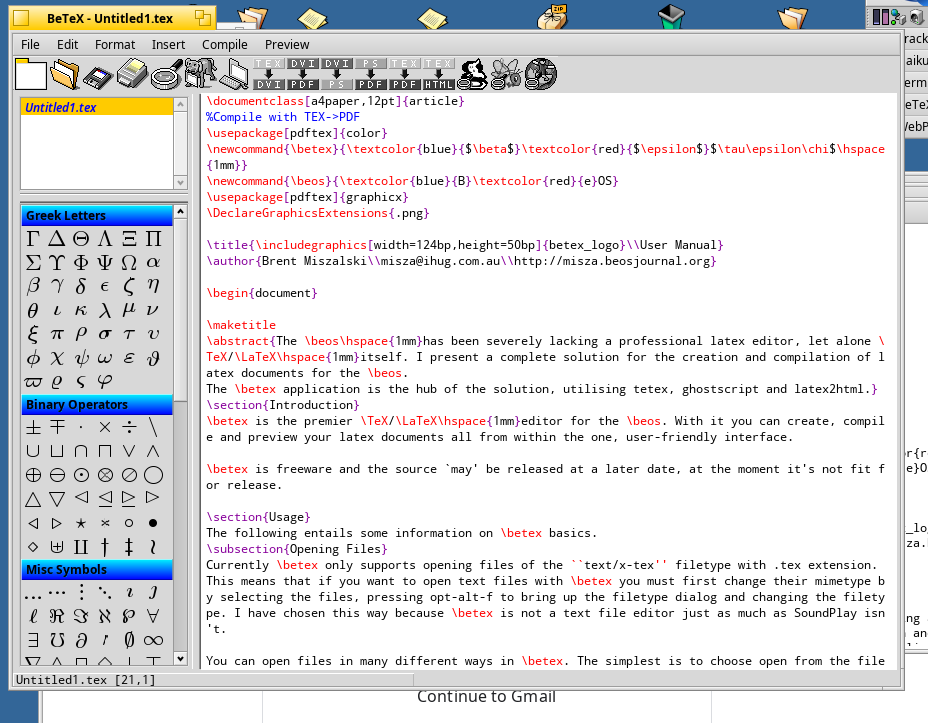 BeTeX - Untitled1.tex
ZIP
File Edit Format Insert Compile Preview
TEX DVI DVI PS TEX TEX
DVI PDF PS PDF PDF HTML
Untitled1.tex
Greek Letters
Γ Δ Θ Λ Ξ Π
Σ Υ Φ Ψ Ω α
β γ δ ϵ ζ η
θ ι κ λ μ ν
ξ π ρ σ τ υ
ϕ χ ψ ω ε ϑ
ϖ ϱ ς φ
Binary Operators
± ∓ · × ÷ \
∪ ⊔ ∩ ⊓ ∨ ∧
⊕ ⊖ ⊙ ⊗ ⊘ ◯
△ ▽ ◁ ⊴ ⊵ ▷
◃ ▹ ⋆ ≍ ∘ •
⋄ ⊎ ⨿ † ‡ ≀
Misc Symbols
… ⋯ ⋮ ⋱ ı ȷ
ℓ ℜ ℑ ℵ ℘ ∀
∃ ℧ ∂ ′ ∅ ∞
\documentclass[a4paper,12pt]{article}
%Compile with TEX->PDF
\usepackage[pdftex]{color}
\newcommand{\betex}{\textcolor{blue}{$\beta$}\textcolor{red}{$\epsilon$}$\tau\epsilon\chi$\hspace
{1mm}}
\newcommand{\beos}{\textcolor{blue}{B}\textcolor{red}{e}OS}
\usepackage[pdftex]{graphicx}
\DeclareGraphicsExtensions{.png}
\title{\includegraphics[width=124bp,height=50bp]{betex_logo}\\User Manual}
\author{Brent Miszalski\\misza@ihug.com.au\\http://misza.beosjournal.org}
\begin{document}
\maketitle
\abstract{The \beos\hspace{1mm}has been severely lacking a professional latex editor, let alone \
TeX/\LaTeX\hspace{1mm}itself. I present a complete solution for the creation and compilation of l
atex documents for the \beos.
The \betex application is the hub of the solution, utilising tetex, ghostscript and latex2html.}
\section{Introduction}
\betex is the premier \TeX/\LaTeX\hspace{1mm}editor for the \beos. With it you can create, compil
e and preview your latex documents all from within the one, user-friendly interface.
\betex is freeware and the source `may' be released at a later date, at the moment it's not fit f
or release.
\section{Usage}
The following entails some information on \betex basics.
\subsection{Opening Files}
Currently \betex only supports opening files of the ``text/x-tex'' filetype with .tex extension.
This means that if you want to open text files with \betex you must first change their mimetype b
y selecting the files, pressing opt-alt-f to bring up the filetype dialog and changing the filety
pe. I have chosen this way because \betex is not a text file editor just as much as SoundPlay isn
't.
You can open files in many different ways in \betex. The simplest is to choose open from the file
Untitled1.tex [21,1]
Continue to Gmail